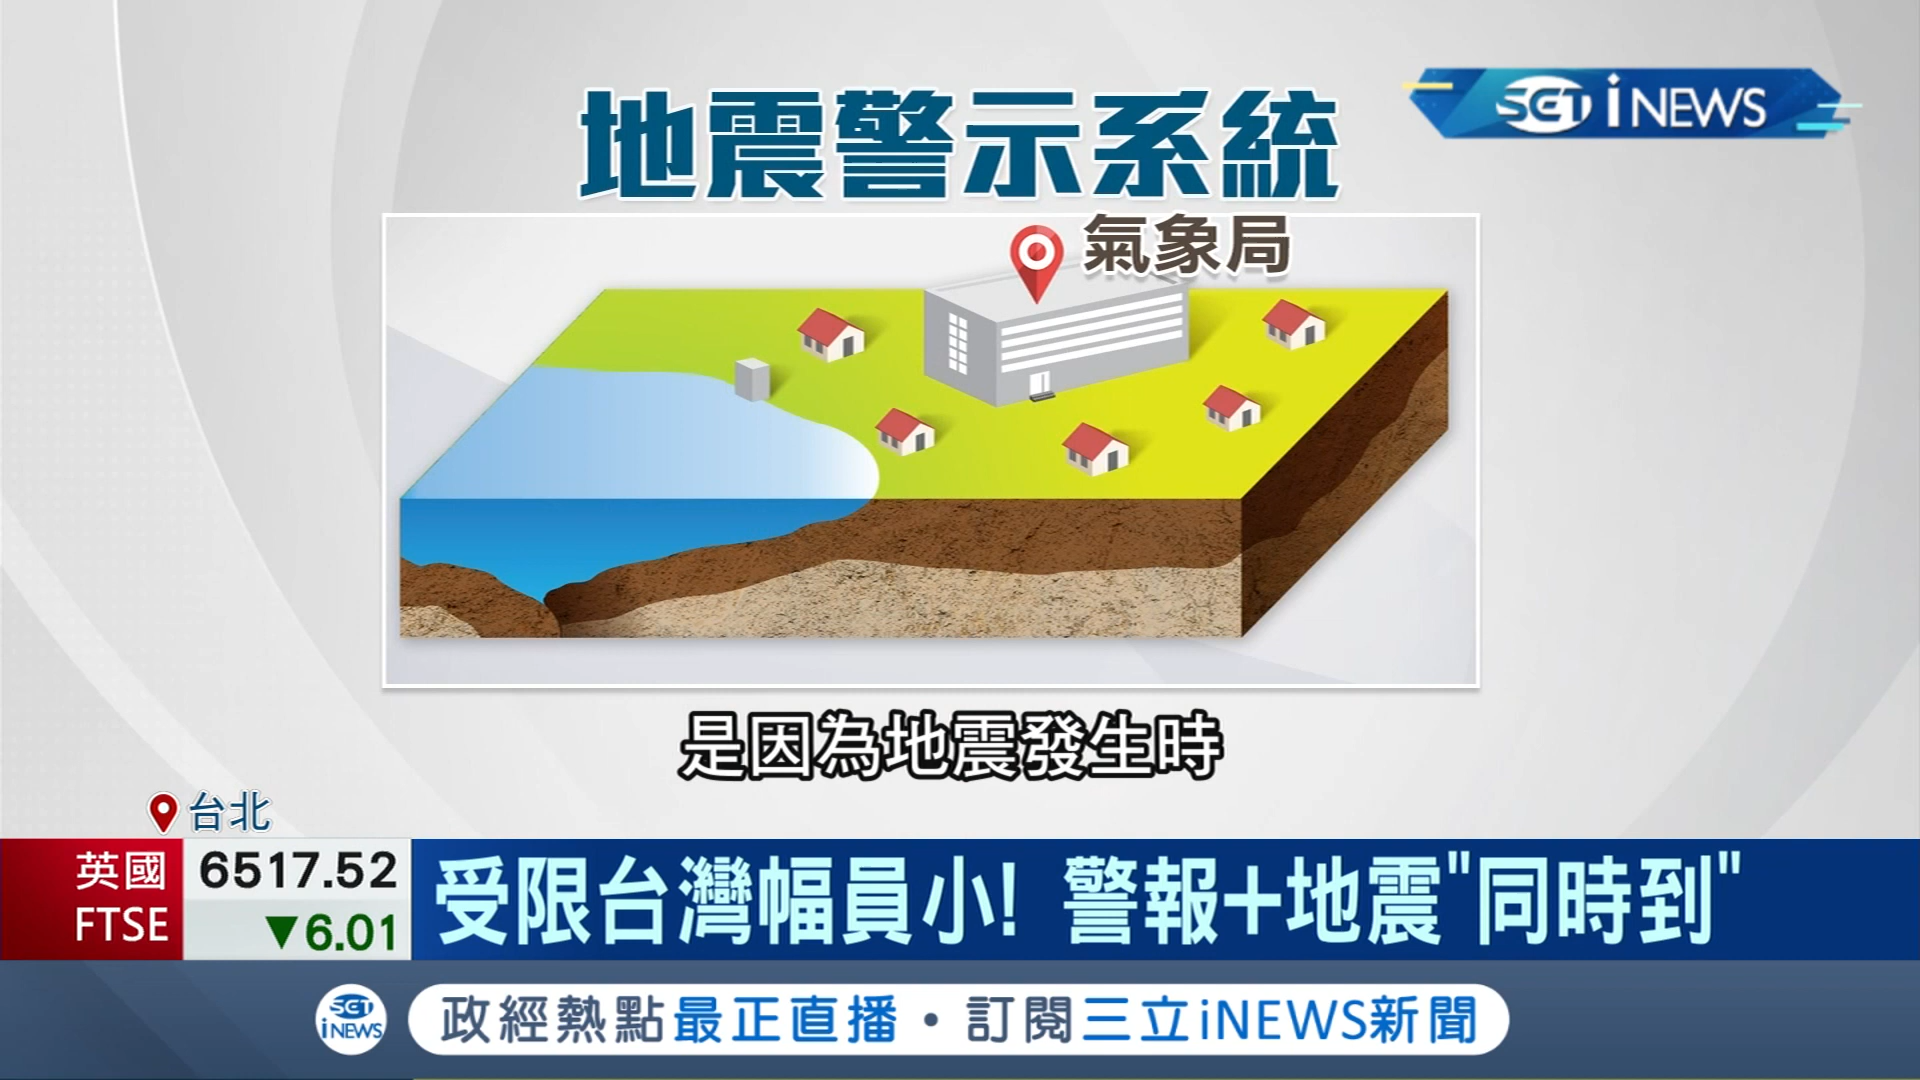 地震警示系統
SET iNEWS
氣象局
是因為地震發生時
台北
英國 6517.52
FTSE ▼6.01
受限台灣幅員小! 警報+地震"同時到"
SET iNEWS
政經熱點最正直播・訂閱三立iNEWS新聞